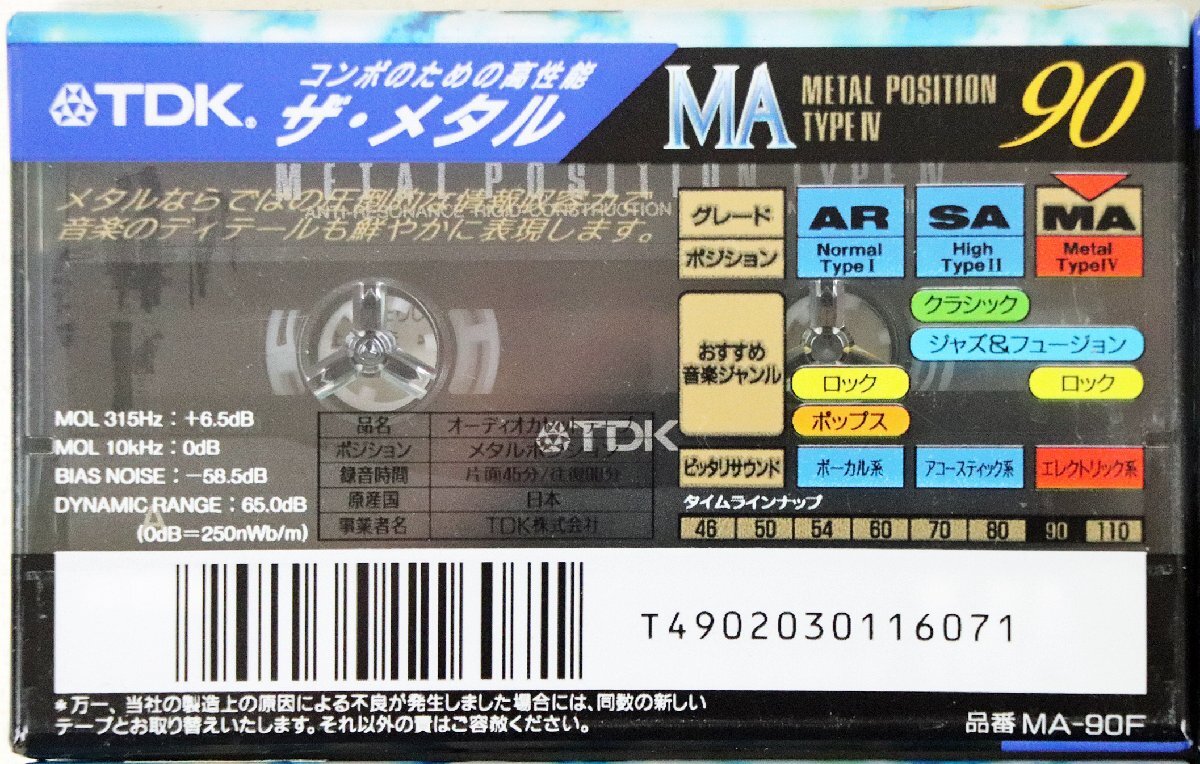 TDK.
コンポのための高性能
ザ・メタル
MA
METAL POSITION
TYPE IV
90
METAL POSITION TYPE IV
メタルならではの圧倒的な情報収容力で
音楽のディテールも鮮やかに表現します。
ANTI-RESONANCE RIGID CONSTRUCTION
グレード AR SA MA
ポジション Normal Type I High Type II Metal Type IV
おすすめ
音楽ジャンル
クラシック
ジャズ&フュージョン
ロック ロック
ポップス
ピッタリサウンド ボーカル系 アコースティック系 エレクトリック系
タイムラインナップ
46 50 54 60 70 80 90 110
MOL 315Hz:+6.5dB
MOL 10kHz:0dB
BIAS NOISE:−58.5dB
DYNAMIC RANGE:65.0dB
(0dB=250nWb/m)
品名 オーディオカセットテープ
ポジション メタルポジション
録音時間 片面45分/往復90分
原産国 日本
事業者名 TDK株式会社
TDK
T4902030116071
*万一、当社の製造上の原因による不良が発生しました場合には、同数の新しい
テープとお取り替えいたします。それ以外の責はご容赦ください。
品番 MA-90F